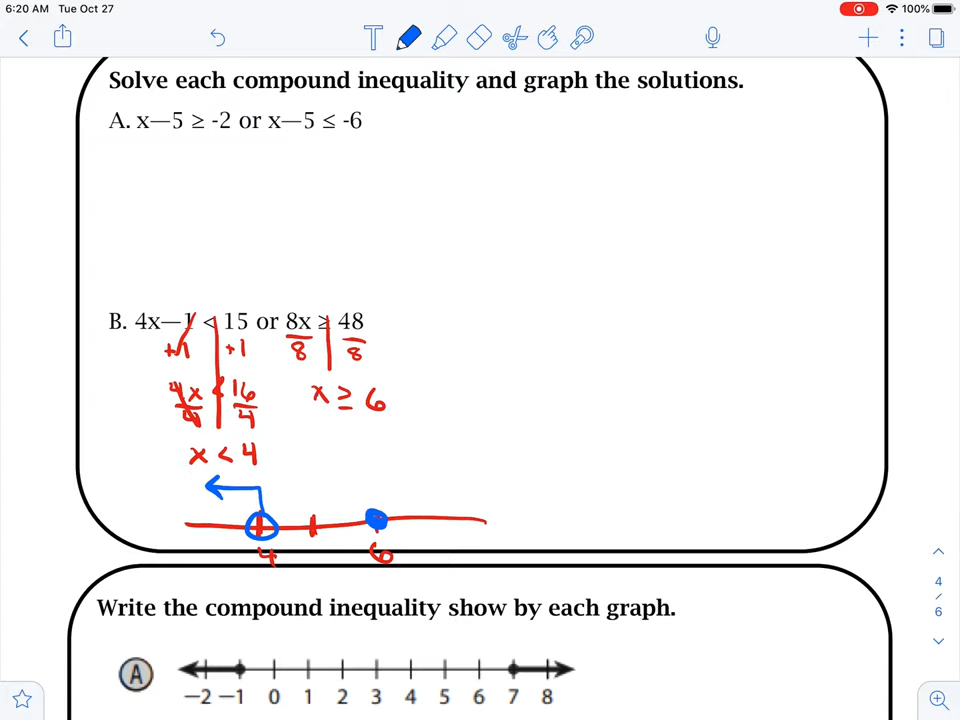 6:20 AM Tue Oct 27 100%
T
Solve each compound inequality and graph the solutions.
A. x—5 ≥ -2 or x—5 ≤ -6
B. 4x—1 < 15 or 8x ≥ 48
+1 +1 8 8
4x < 16 x ≥ 6
4 4
x < 4
4 6
4
/
6
Write the compound inequality show by each graph.
A
−2 −1 0 1 2 3 4 5 6 7 8